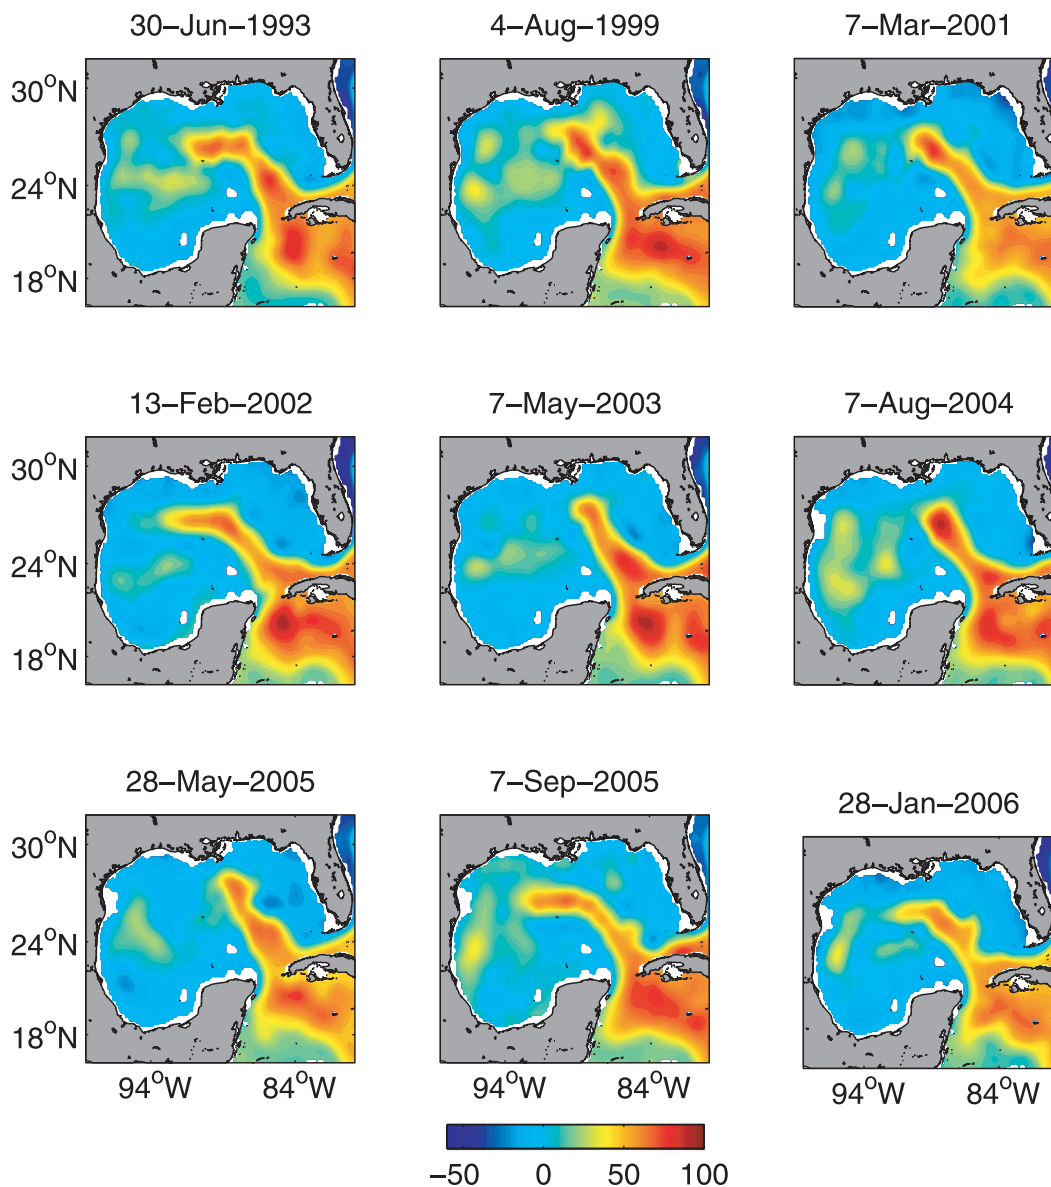 30–Jun–1993 4–Aug–1999 7–Mar–2001
30°N
24°N
18°N
13–Feb–2002 7–May–2003 7–Aug–2004
30°N
24°N
18°N
28–May–2005 7–Sep–2005 28–Jan–2006
30°N
24°N
18°N
94°W 84°W 94°W 84°W 94°W 84°W
−50 0 50 100